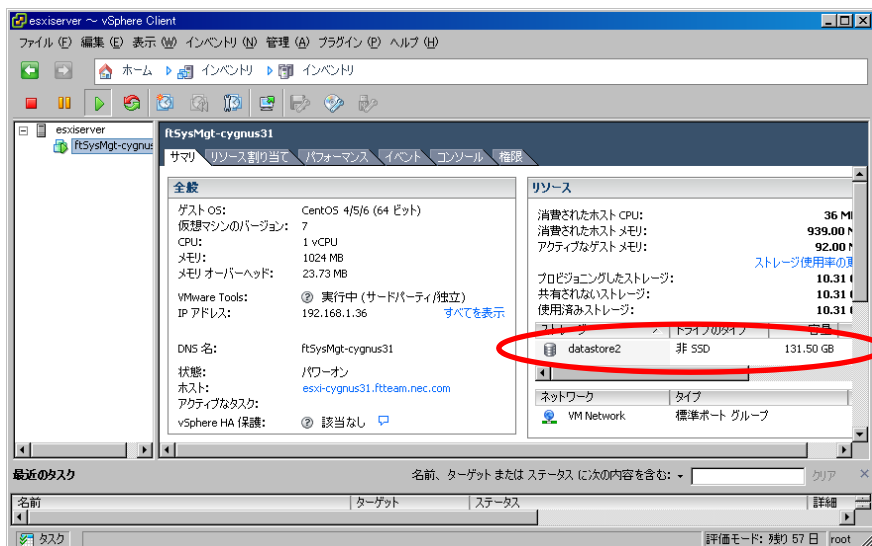 esxiserver ～ vSphere Client
ファイル (F) 編集 (E) 表示 (W) インベントリ (N) 管理 (A) プラグイン (P) ヘルプ (H)
ホーム インベントリ インベントリ
esxiserver
ftSysMgt-cygnus
ftSysMgt-cygnus31
サマリ リソース割り当て パフォーマンス イベント コンソール 権限
全般
ゲスト OS: CentOS 4/5/6 (64 ビット)
仮想マシンのバージョン: 7
CPU: 1 vCPU
メモリ: 1024 MB
メモリ オーバーヘッド: 23.73 MB
VMware Tools: 実行中 (サードパーティ/独立)
IP アドレス: 192.168.1.36 すべてを表示
DNS 名: ftSysMgt-cygnus31
状態: パワーオン
ホスト: esxi-cygnus31.ftteam.nec.com
アクティブなタスク:
vSphere HA 保護: 該当なし
リソース
消費されたホスト CPU: 36
消費されたホスト メモリ: 939.00
アクティブなゲスト メモリ: 92.00
ストレージ使用率の
プロビジョニングしたストレージ: 10.31
共有されないストレージ: 10.31
使用済みストレージ: 10.31
ストレージ ドライブのタイプ 容量
datastore2 非 SSD 131.50 GB
ネットワーク タイプ
VM Network 標準ポート グループ
最近のタスク 名前、ターゲット または ステータス に次の内容を含む: クリア
名前 ターゲット ステータス 詳細
タスク 評価モード: 残り 57 日 root